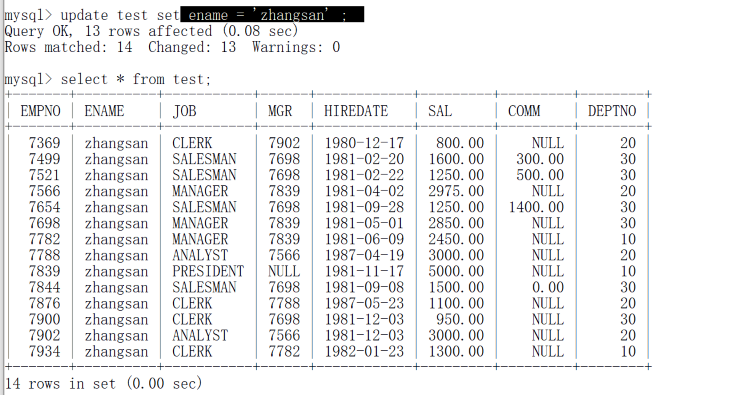 mysql> update test set ename = 'zhangsan' ;
Query OK, 13 rows affected (0.08 sec)
Rows matched: 14  Changed: 13  Warnings: 0
mysql> select * from test;
+-------+----------+-----------+------+------------+---------+---------+--------+
| EMPNO | ENAME    | JOB       | MGR  | HIREDATE   | SAL     | COMM    | DEPTNO |
+-------+----------+-----------+------+------------+---------+---------+--------+
|  7369 | zhangsan | CLERK     | 7902 | 1980-12-17 |  800.00 |    NULL |     20 |
|  7499 | zhangsan | SALESMAN  | 7698 | 1981-02-20 | 1600.00 |  300.00 |     30 |
|  7521 | zhangsan | SALESMAN  | 7698 | 1981-02-22 | 1250.00 |  500.00 |     30 |
|  7566 | zhangsan | MANAGER   | 7839 | 1981-04-02 | 2975.00 |    NULL |     20 |
|  7654 | zhangsan | SALESMAN  | 7698 | 1981-09-28 | 1250.00 | 1400.00 |     30 |
|  7698 | zhangsan | MANAGER   | 7839 | 1981-05-01 | 2850.00 |    NULL |     30 |
|  7782 | zhangsan | MANAGER   | 7839 | 1981-06-09 | 2450.00 |    NULL |     10 |
|  7788 | zhangsan | ANALYST   | 7566 | 1987-04-19 | 3000.00 |    NULL |     20 |
|  7839 | zhangsan | PRESIDENT | NULL | 1981-11-17 | 5000.00 |    NULL |     10 |
|  7844 | zhangsan | SALESMAN  | 7698 | 1981-09-08 | 1500.00 |    0.00 |     30 |
|  7876 | zhangsan | CLERK     | 7788 | 1987-05-23 | 1100.00 |    NULL |     20 |
|  7900 | zhangsan | CLERK     | 7698 | 1981-12-03 |  950.00 |    NULL |     30 |
|  7902 | zhangsan | ANALYST   | 7566 | 1981-12-03 | 3000.00 |    NULL |     20 |
|  7934 | zhangsan | CLERK     | 7782 | 1982-01-23 | 1300.00 |    NULL |     10 |
+-------+----------+-----------+------+------------+---------+---------+--------+
14 rows in set (0.00 sec)